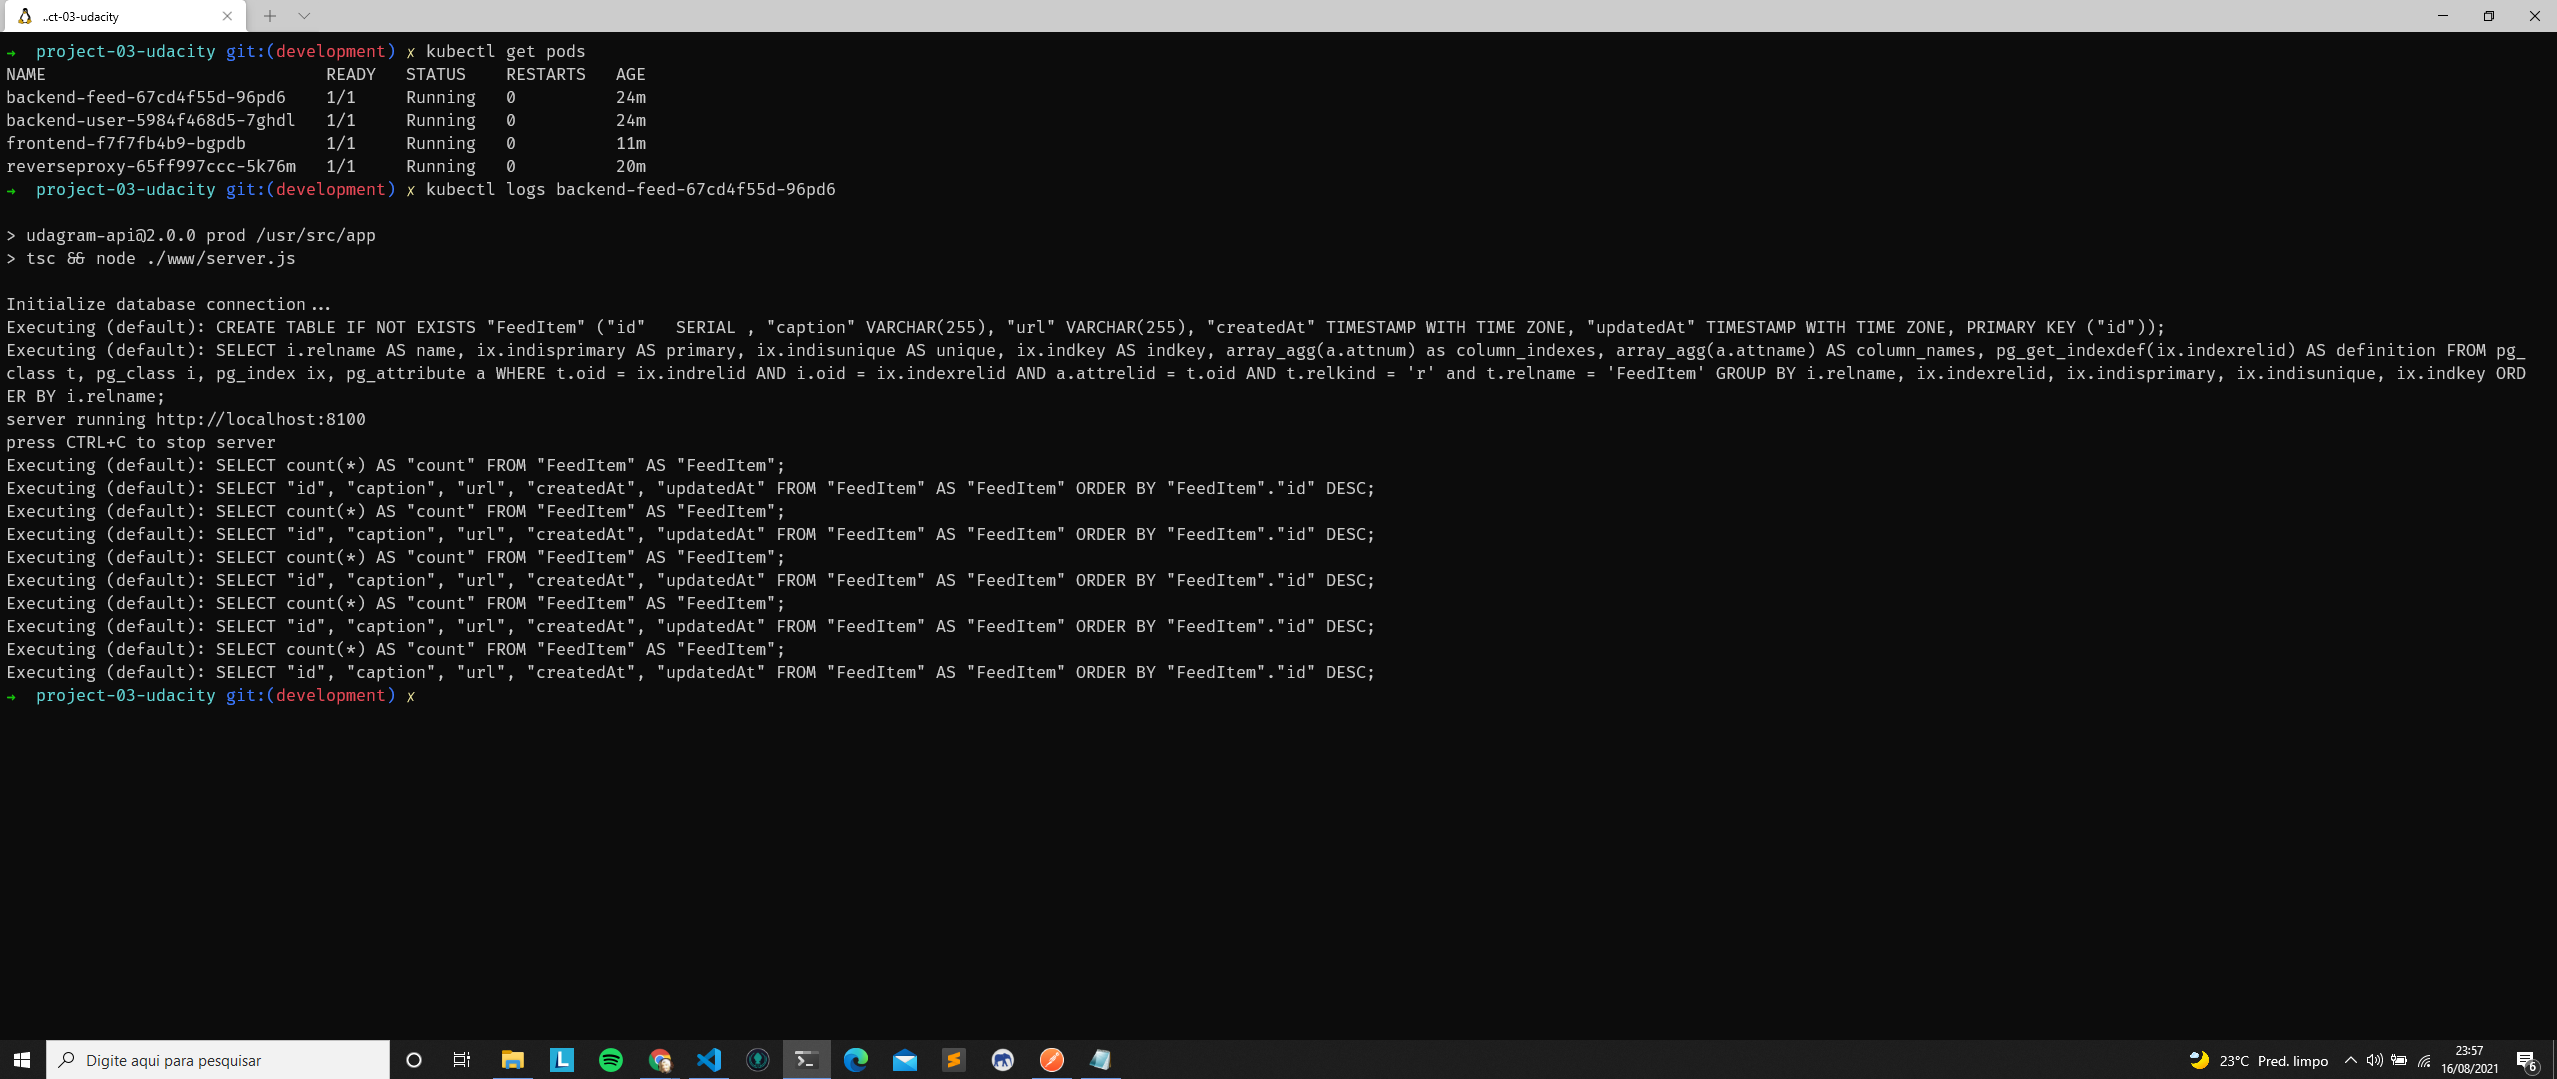 ..ct-03-udacity
→ project-03-udacity git:(development) ✗ kubectl get pods
NAME READY STATUS RESTARTS AGE
backend-feed-67cd4f55d-96pd6 1/1 Running 0 24m
backend-user-5984f468d5-7ghdl 1/1 Running 0 24m
frontend-f7f7fb4b9-bgpdb 1/1 Running 0 11m
reverseproxy-65ff997ccc-5k76m 1/1 Running 0 20m
→ project-03-udacity git:(development) ✗ kubectl logs backend-feed-67cd4f55d-96pd6
> udagram-api@2.0.0 prod /usr/src/app
> tsc && node ./www/server.js
Initialize database connection...
Executing (default): CREATE TABLE IF NOT EXISTS "FeedItem" ("id"   SERIAL , "caption" VARCHAR(255), "url" VARCHAR(255), "createdAt" TIMESTAMP WITH TIME ZONE, "updatedAt" TIMESTAMP WITH TIME ZONE, PRIMARY KEY ("id"));
Executing (default): SELECT i.relname AS name, ix.indisprimary AS primary, ix.indisunique AS unique, ix.indkey AS indkey, array_agg(a.attnum) as column_indexes, array_agg(a.attname) AS column_names, pg_get_indexdef(ix.indexrelid) AS definition FROM pg_
class t, pg_class i, pg_index ix, pg_attribute a WHERE t.oid = ix.indrelid AND i.oid = ix.indexrelid AND a.attrelid = t.oid AND t.relkind = 'r' and t.relname = 'FeedItem' GROUP BY i.relname, ix.indexrelid, ix.indisprimary, ix.indisunique, ix.indkey ORD
ER BY i.relname;
server running http://localhost:8100
press CTRL+C to stop server
Executing (default): SELECT count(*) AS "count" FROM "FeedItem" AS "FeedItem";
Executing (default): SELECT "id", "caption", "url", "createdAt", "updatedAt" FROM "FeedItem" AS "FeedItem" ORDER BY "FeedItem"."id" DESC;
Executing (default): SELECT count(*) AS "count" FROM "FeedItem" AS "FeedItem";
Executing (default): SELECT "id", "caption", "url", "createdAt", "updatedAt" FROM "FeedItem" AS "FeedItem" ORDER BY "FeedItem"."id" DESC;
Executing (default): SELECT count(*) AS "count" FROM "FeedItem" AS "FeedItem";
Executing (default): SELECT "id", "caption", "url", "createdAt", "updatedAt" FROM "FeedItem" AS "FeedItem" ORDER BY "FeedItem"."id" DESC;
Executing (default): SELECT count(*) AS "count" FROM "FeedItem" AS "FeedItem";
Executing (default): SELECT "id", "caption", "url", "createdAt", "updatedAt" FROM "FeedItem" AS "FeedItem" ORDER BY "FeedItem"."id" DESC;
Executing (default): SELECT count(*) AS "count" FROM "FeedItem" AS "FeedItem";
Executing (default): SELECT "id", "caption", "url", "createdAt", "updatedAt" FROM "FeedItem" AS "FeedItem" ORDER BY "FeedItem"."id" DESC;
→ project-03-udacity git:(development) ✗
Digite aqui para pesquisar
L
S
23°C Pred. limpo
23:57
16/08/2021
6